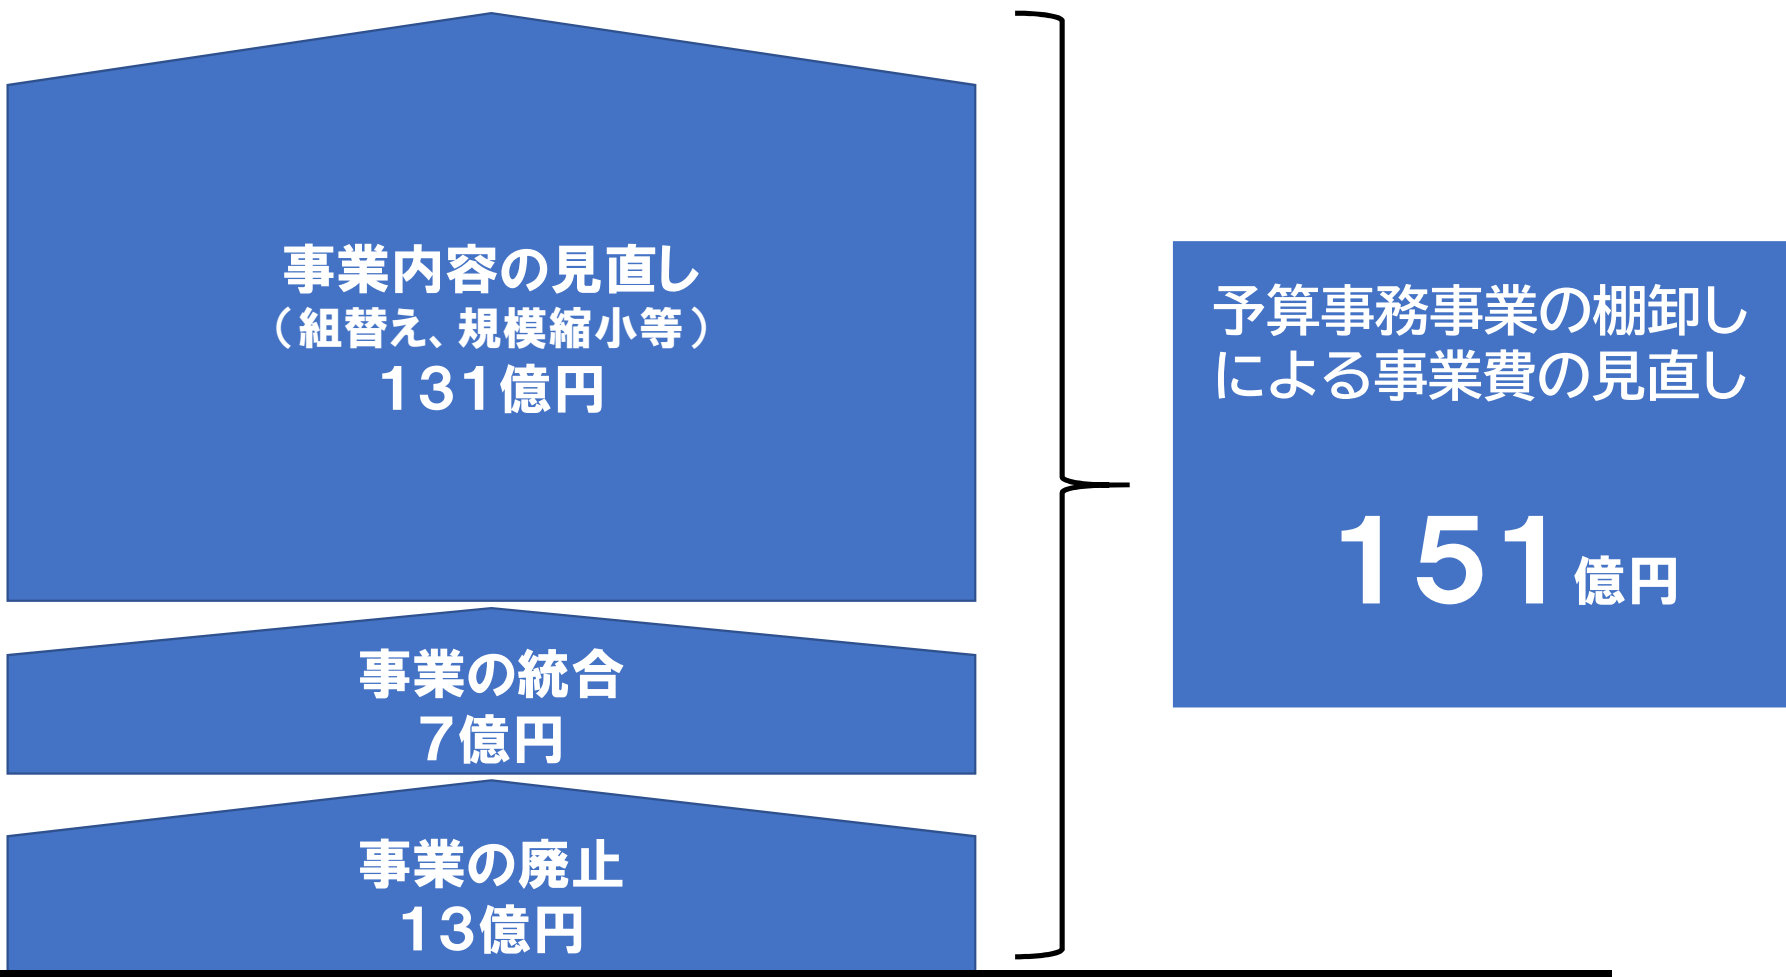 事業内容の見直し
（組替え、規模縮小等）
131億円
事業の統合
7億円
事業の廃止
13億円
予算事務事業の棚卸し
による事業費の見直し
151億円